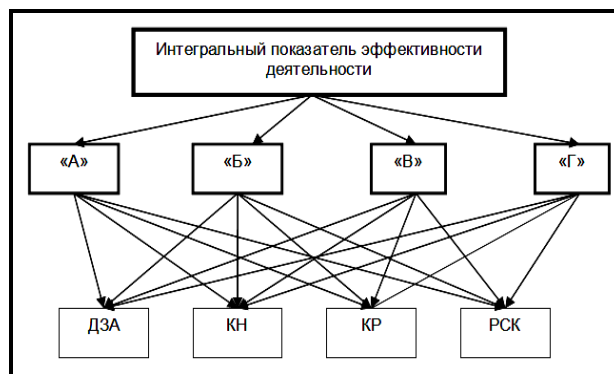 Интегральный показатель эффективности
деятельности
«А» «Б» «В» «Г»
ДЗА КН КР РСК